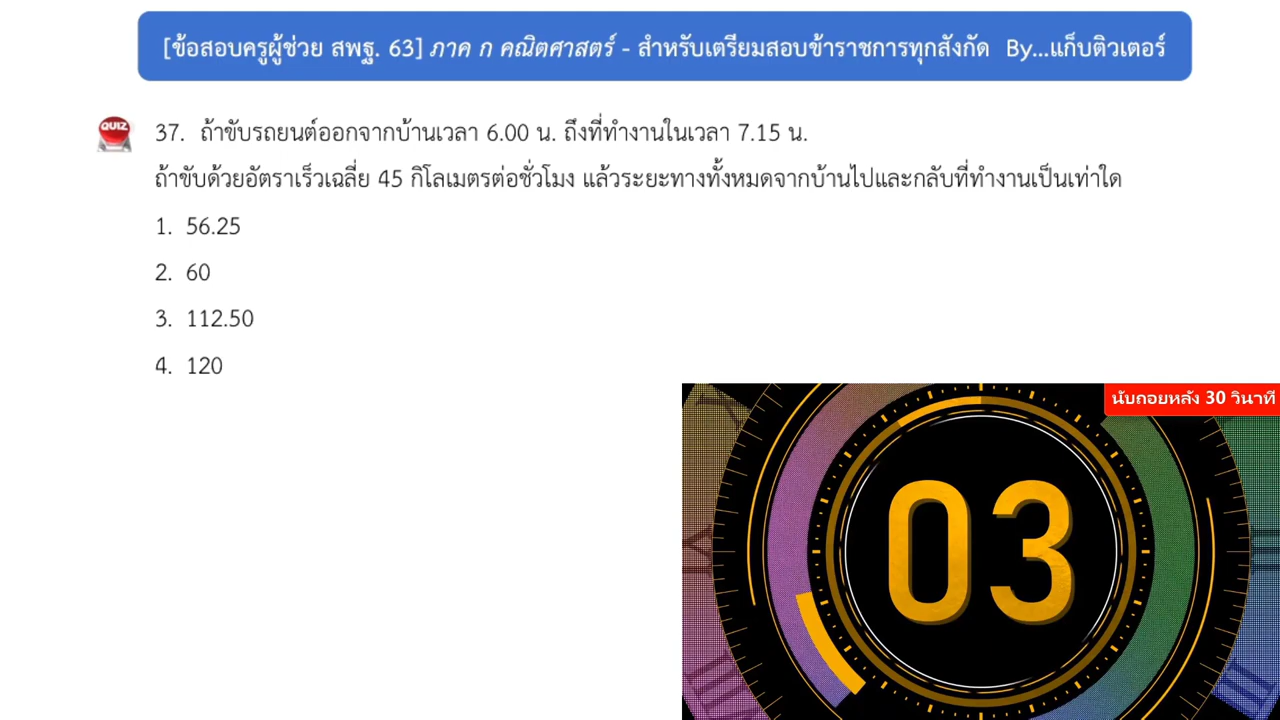 [ข้อสอบครูผู้ช่วย สพฐ. 63] ภาค ก คณิตศาสตร์ - สำหรับเตรียมสอบข้าราชการทุกสังกัด By...แก็บติวเตอร์
QUIZ
37. ถ้าขับรถยนต์ออกจากบ้านเวลา 6.00 น. ถึงที่ทำงานในเวลา 7.15 น.
ถ้าขับด้วยอัตราเร็วเฉลี่ย 45 กิโลเมตรต่อชั่วโมง แล้วระยะทางทั้งหมดจากบ้านไปและกลับที่ทำงานเป็นเท่าใด
1. 56.25
2. 60
3. 112.50
4. 120
นับถอยหลัง 30 วินาที
03